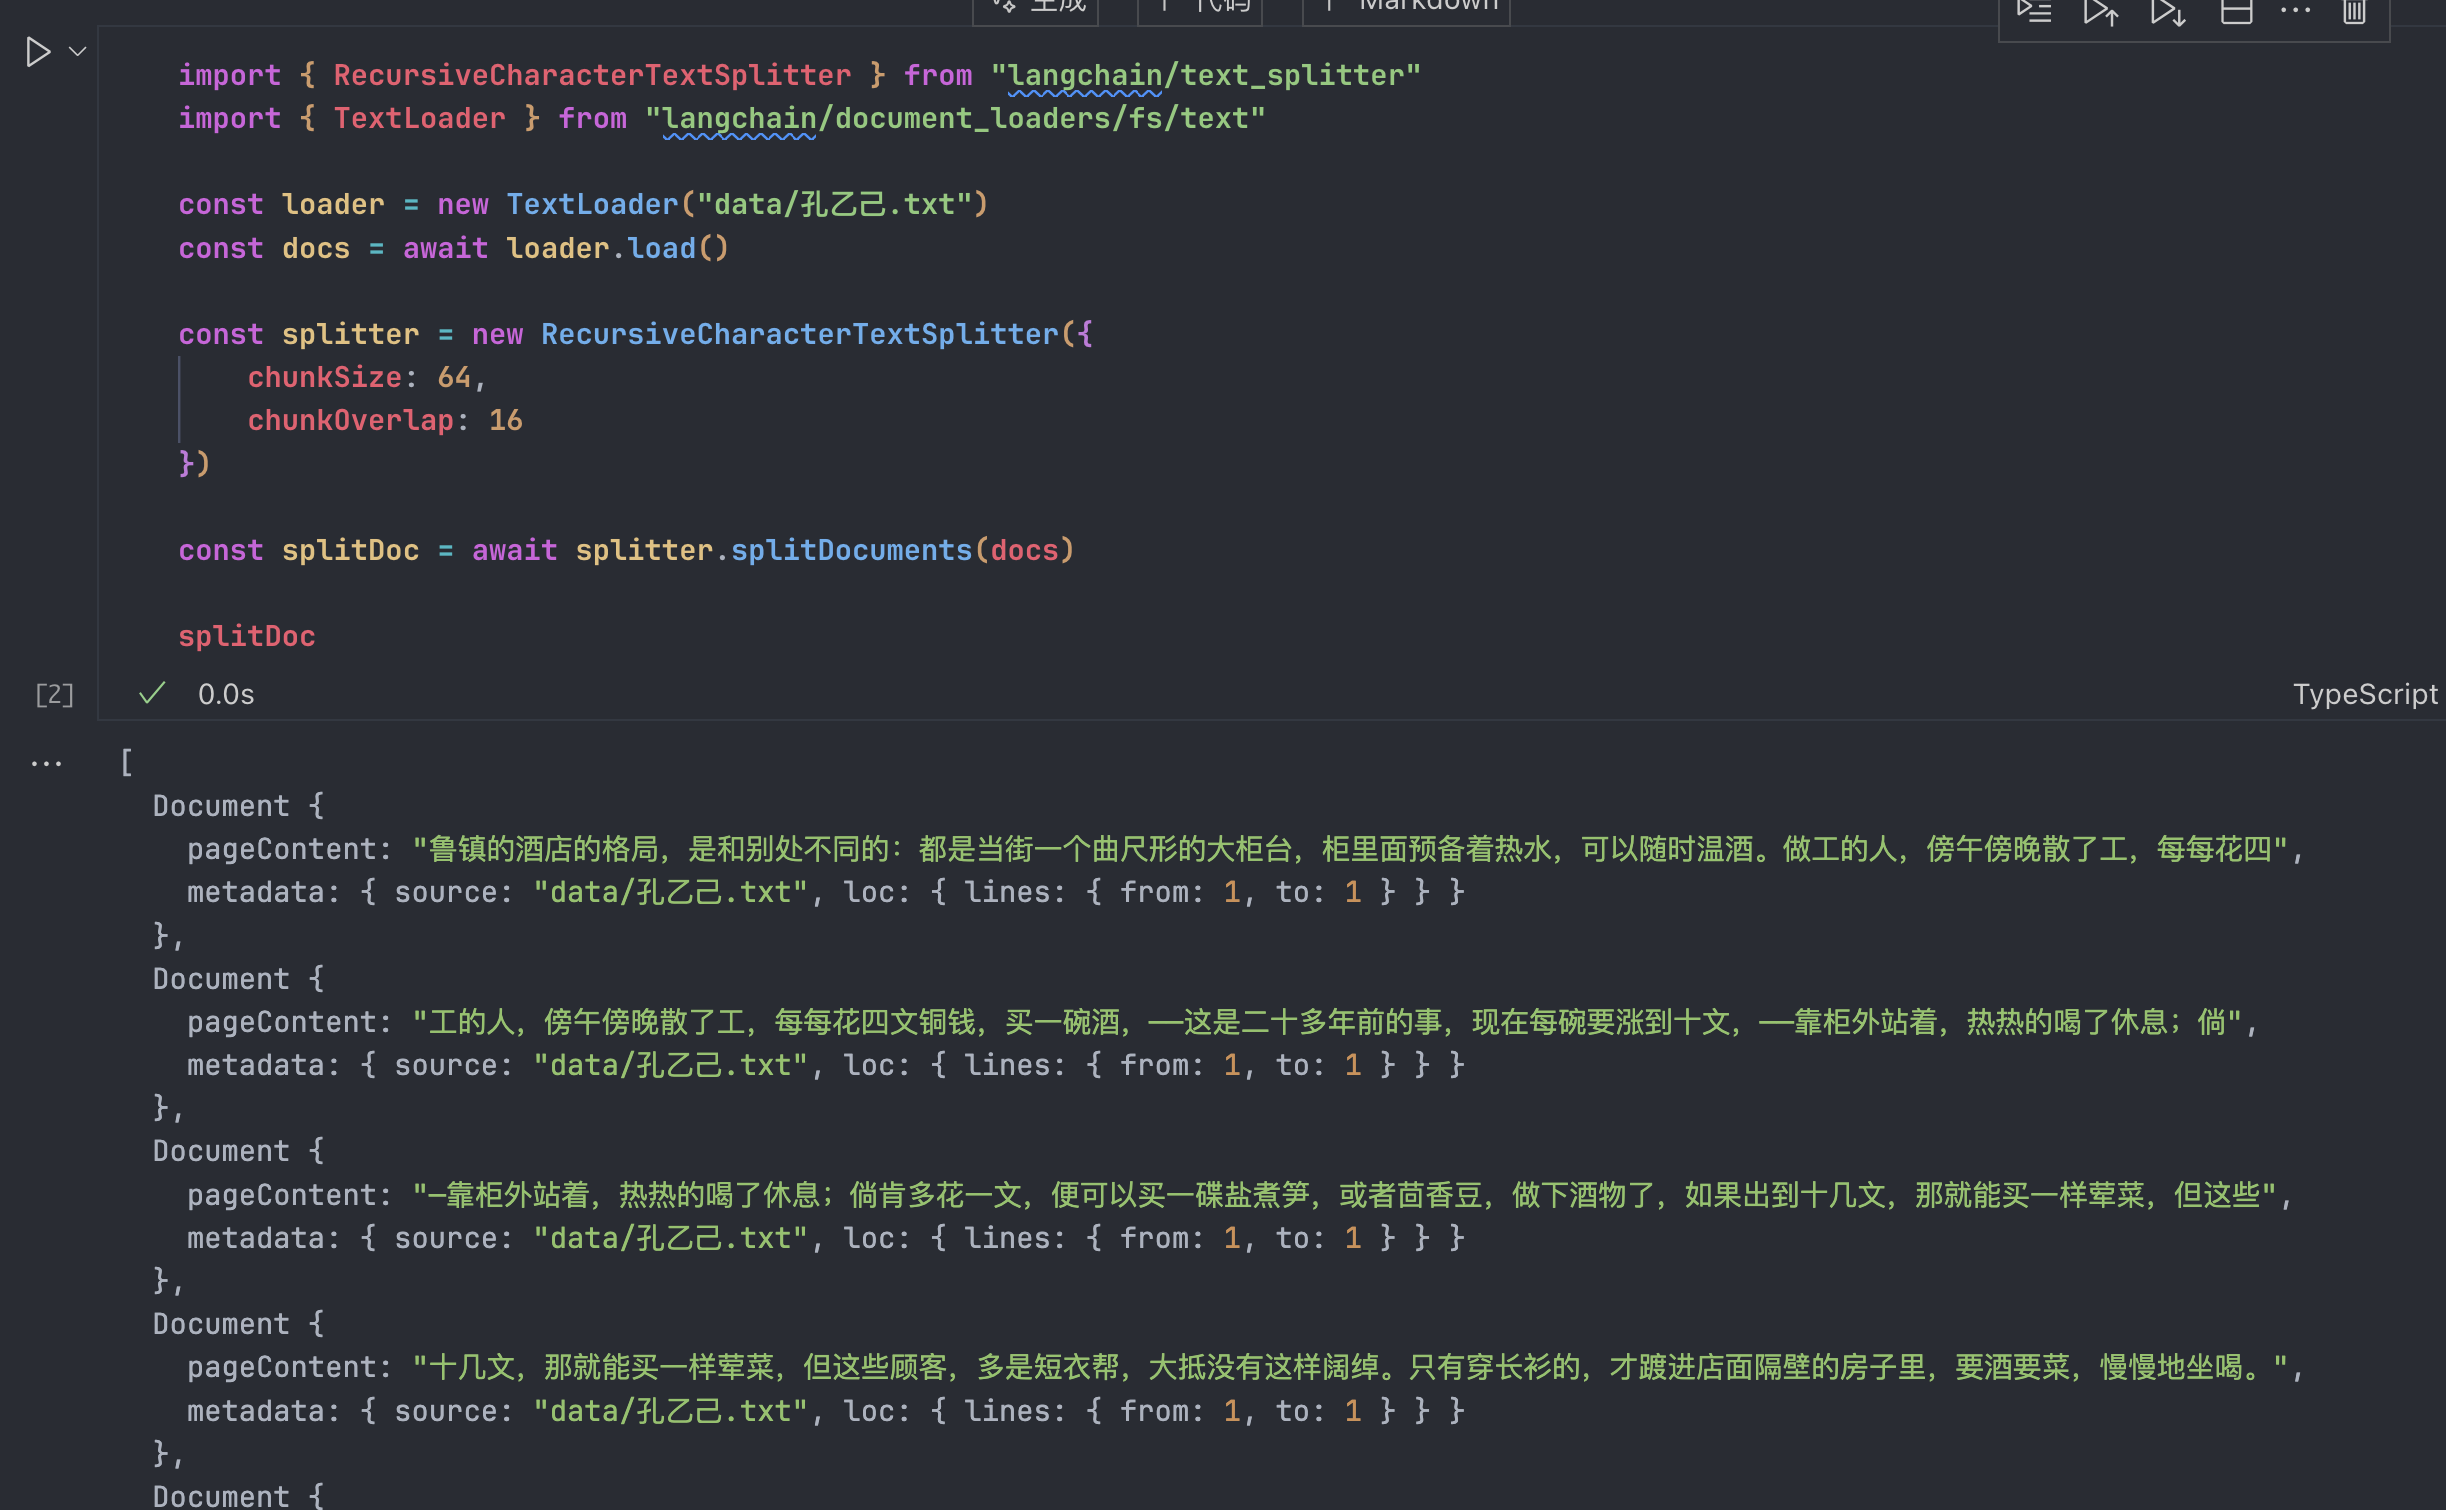 生成
代码
Markdown
import { RecursiveCharacterTextSplitter } from "langchain/text_splitter"
import { TextLoader } from "langchain/document_loaders/fs/text"
const loader = new TextLoader("data/孔乙己.txt")
const docs = await loader.load()
const splitter = new RecursiveCharacterTextSplitter({
    chunkSize: 64,
    chunkOverlap: 16
})
const splitDoc = await splitter.splitDocuments(docs)
splitDoc
[2] 0.0s TypeScript
... [
  Document {
    pageContent: "鲁镇的酒店的格局，是和别处不同的：都是当街一个曲尺形的大柜台，柜里面预备着热水，可以随时温酒。做工的人，傍午傍晚散了工，每每花四",
    metadata: { source: "data/孔乙己.txt", loc: { lines: { from: 1, to: 1 } } }
  },
  Document {
    pageContent: "工的人，傍午傍晚散了工，每每花四文铜钱，买一碗酒，——这是二十多年前的事，现在每碗要涨到十文，——靠柜外站着，热热的喝了休息；倘",
    metadata: { source: "data/孔乙己.txt", loc: { lines: { from: 1, to: 1 } } }
  },
  Document {
    pageContent: "—靠柜外站着，热热的喝了休息；倘肯多花一文，便可以买一碟盐煮笋，或者茴香豆，做下酒物了，如果出到十几文，那就能买一样荤菜，但这些",
    metadata: { source: "data/孔乙己.txt", loc: { lines: { from: 1, to: 1 } } }
  },
  Document {
    pageContent: "十几文，那就能买一样荤菜，但这些顾客，多是短衣帮，大抵没有这样阔绰。只有穿长衫的，才踱进店面隔壁的房子里，要酒要菜，慢慢地坐喝。",
    metadata: { source: "data/孔乙己.txt", loc: { lines: { from: 1, to: 1 } } }
  },
  Document {